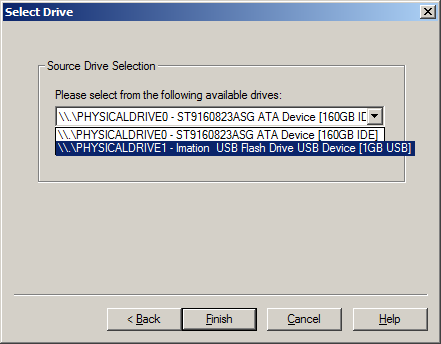 Select Drive
Source Drive Selection
Please select from the following available drives:
\\.\PHYSICALDRIVE0 - ST9160823ASG ATA Device [160GB IDE
\\.\PHYSICALDRIVE0 - ST9160823ASG ATA Device [160GB IDE]
\\.\PHYSICALDRIVE1 - Imation  USB Flash Drive USB Device [1GB USB]
< Back
Finish
Cancel
Help